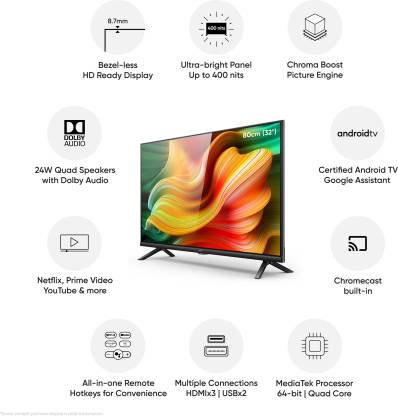 8.7mm
400 nits
Bezel-less
HD Ready Display
Ultra-bright Panel
Up to 400 nits
Chroma Boost
Picture Engine
80cm (32")
DOLBY
AUDIO
androidtv
24W Quad Speakers
with Dolby Audio
Certified Android TV
Google Assistant
Netflix, Prime Video
YouTube & more
Chromecast
built-in
All-in-one Remote
Hotkeys for Convenience
Multiple Connections
HDMIx3 | USBx2
MediaTek Processor
64-bit | Quad Core